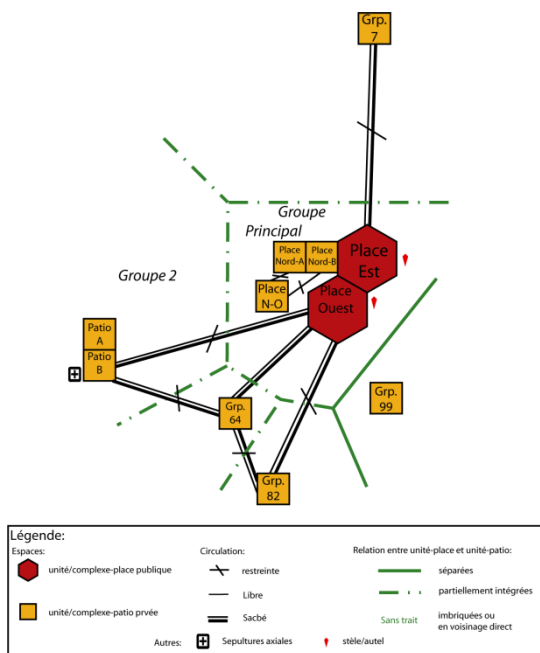 Grp.
7
Groupe
Principal
Place
Nord-A
Place
Nord-B
Place
Est
Groupe 2
Place
N-O
Place
Ouest
Patio
A
Patio
B
Grp.
64
Grp.
99
Grp.
82
Légende:
Espaces:
unité/complexe-place publique
unité/complexe-patio prvée
Circulation:
restreinte
Libre
Sacbé
Relation entre unité-place et unité-patio:
séparées
partiellement intégrées
Sans trait
imbriquées ou
en voisinage direct
Autres:
Sepultures axiales
stèle/autel